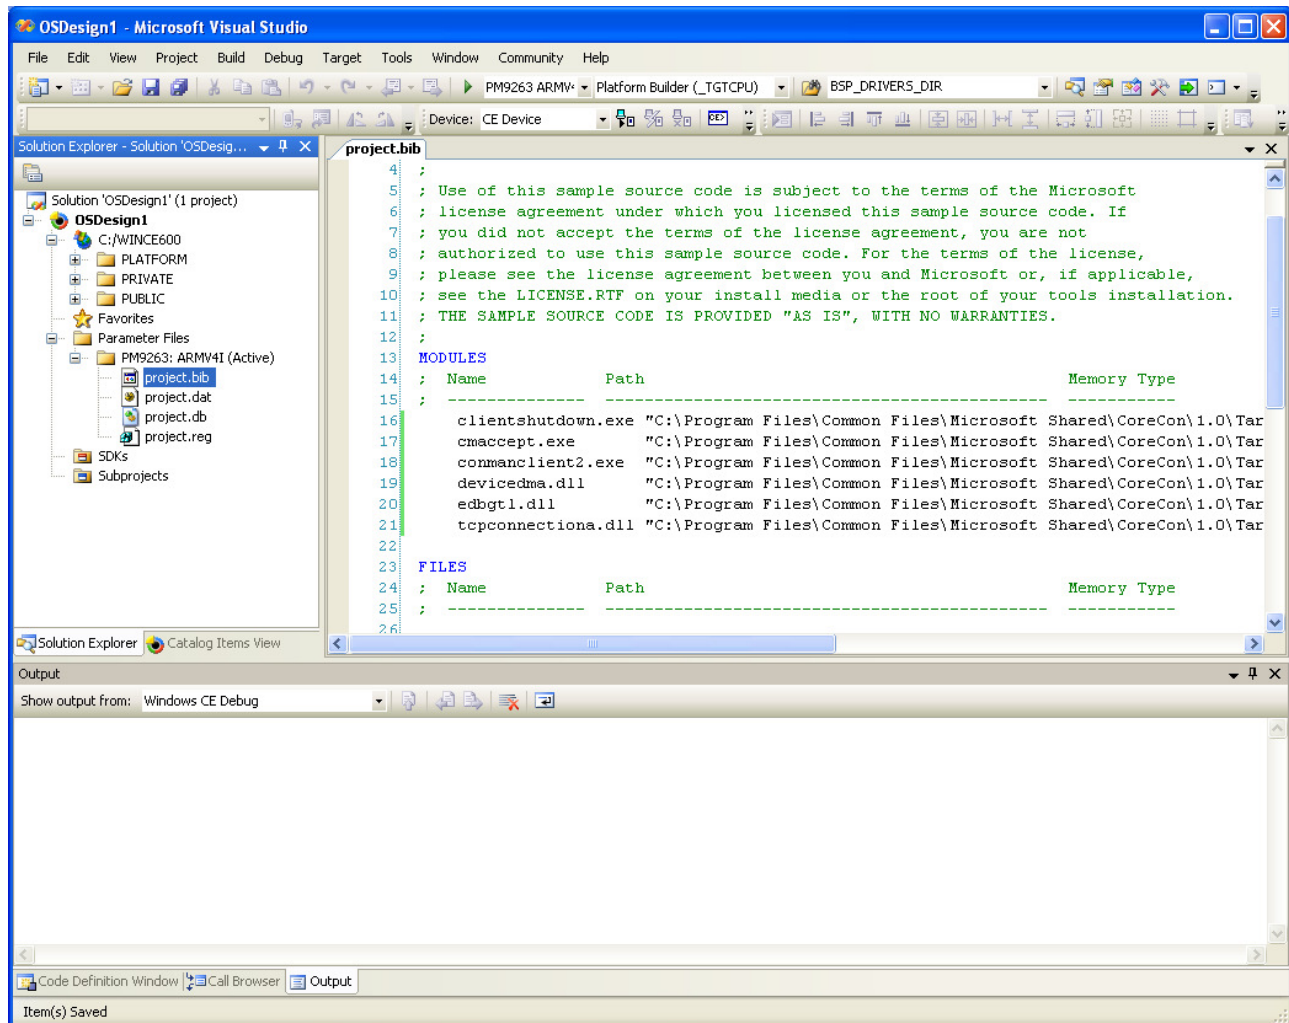 OSDesign1 - Microsoft Visual Studio
File Edit View Project Build Debug Target Tools Window Community Help
PM9263 ARMV Platform Builder (_TGTCPU) BSP_DRIVERS_DIR
Device: CE Device
Solution Explorer - Solution 'OSDesig...
Solution 'OSDesign1' (1 project)
OSDesign1
C:/WINCE600
PLATFORM
PRIVATE
PUBLIC
Favorites
Parameter Files
PM9263: ARMV4I (Active)
project.bib
project.dat
project.db
project.reg
SDKs
Subprojects
Solution Explorer Catalog Items View
project.bib
4 ;
5 ; Use of this sample source code is subject to the terms of the Microsoft
6 ; license agreement under which you licensed this sample source code. If
7 ; you did not accept the terms of the license agreement, you are not
8 ; authorized to use this sample source code. For the terms of the license,
9 ; please see the license agreement between you and Microsoft or, if applicable,
10 ; see the LICENSE.RTF on your install media or the root of your tools installation.
11 ; THE SAMPLE SOURCE CODE IS PROVIDED "AS IS", WITH NO WARRANTIES.
12 ;
13 MODULES
14 ; Name Path Memory Type
15 ; -------------- --------------------------------------------- -----------
16 clientshutdown.exe "C:\Program Files\Common Files\Microsoft Shared\CoreCon\1.0\Tar
17 cmaccept.exe "C:\Program Files\Common Files\Microsoft Shared\CoreCon\1.0\Tar
18 conmanclient2.exe "C:\Program Files\Common Files\Microsoft Shared\CoreCon\1.0\Tar
19 devicedma.dll "C:\Program Files\Common Files\Microsoft Shared\CoreCon\1.0\Tar
20 edbgtl.dll "C:\Program Files\Common Files\Microsoft Shared\CoreCon\1.0\Tar
21 tcpconnectiona.dll "C:\Program Files\Common Files\Microsoft Shared\CoreCon\1.0\Tar
22
23 FILES
24 ; Name Path Memory Type
25 ; -------------- --------------------------------------------- -----------
26
Output
Show output from: Windows CE Debug
Code Definition Window Call Browser Output
Item(s) Saved